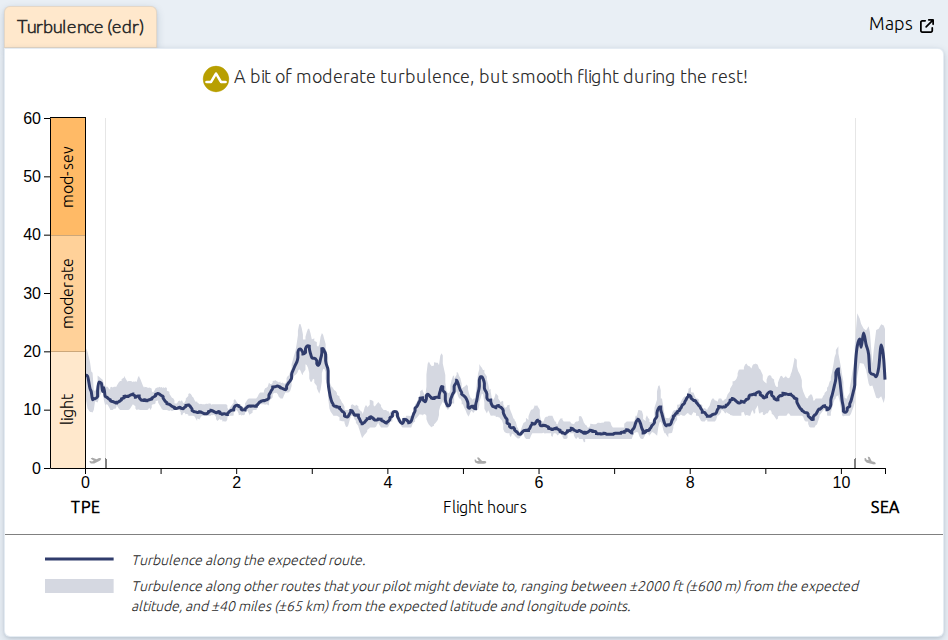 Turbulence (edr)
Maps
A bit of moderate turbulence, but smooth flight during the rest!
60
50
40
30
20
10
0
mod-sev
moderate
light
0
2
4
6
8
10
TPE
Flight hours
SEA
Turbulence along the expected route.
Turbulence along other routes that your pilot might deviate to, ranging between ±2000 ft (±600 m) from the expected
altitude, and ±40 miles (±65 km) from the expected latitude and longitude points.